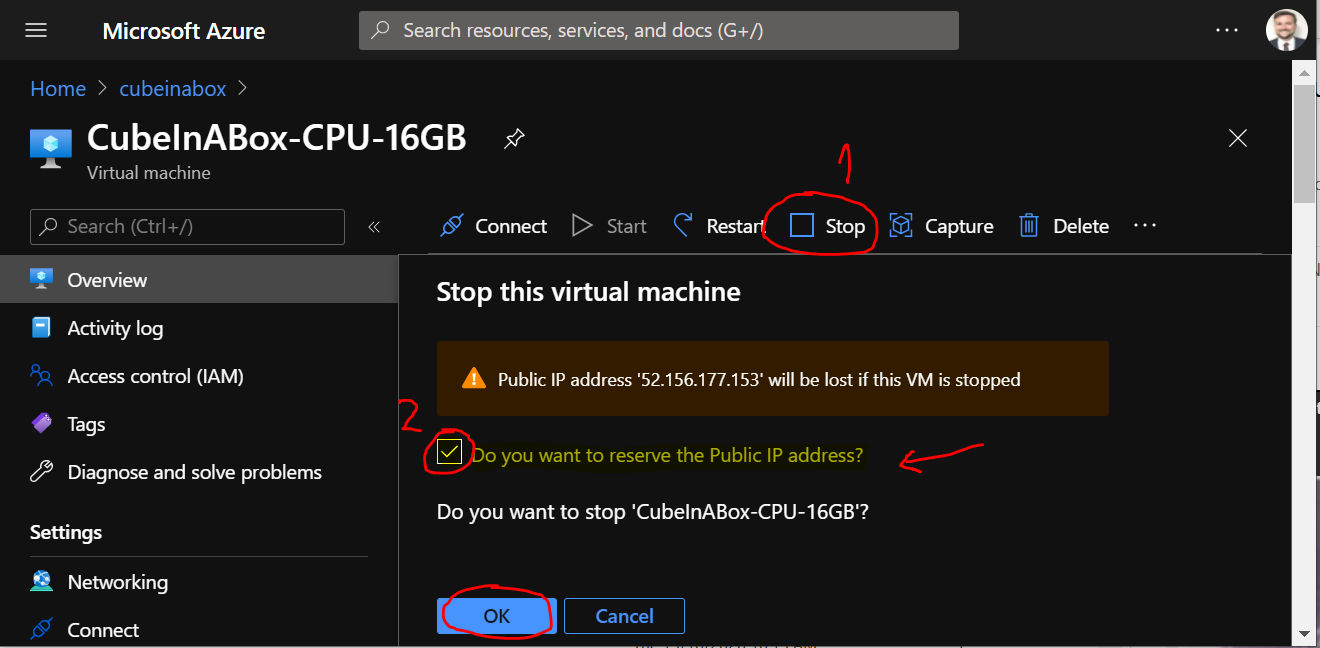 Microsoft Azure
Search resources, services, and docs (G+/)
Home > cubeinabox >
CubeInABox-CPU-16GB
Virtual machine
1
Search (Ctrl+/)
Connect
Start
Restart
Stop
Capture
Delete
Overview
Activity log
Access control (IAM)
Tags
Diagnose and solve problems
Settings
Networking
Connect
Stop this virtual machine
Public IP address '52.156.177.153' will be lost if this VM is stopped
2
Do you want to reserve the Public IP address?
Do you want to stop 'CubeInABox-CPU-16GB'?
OK
Cancel